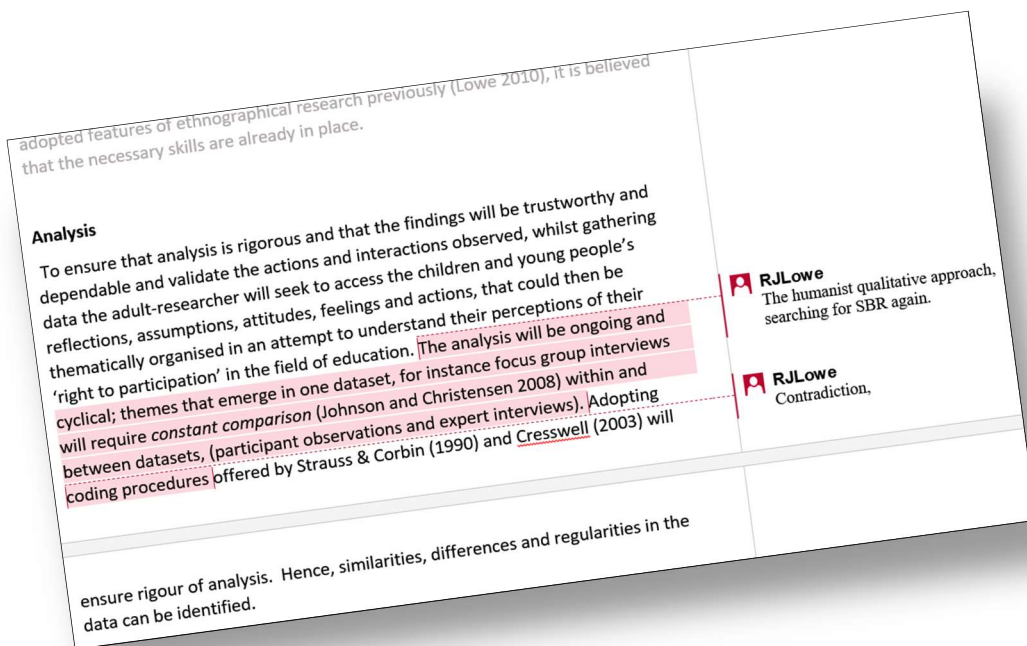 adopted features of ethnographical research previously (Lowe 2010), it is believed
that the necessary skills are already in place.
Analysis
To ensure that analysis is rigorous and that the findings will be trustworthy and
dependable and validate the actions and interactions observed, whilst gathering
data the adult-researcher will seek to access the children and young people’s
reflections, assumptions, attitudes, feelings and actions, that could then be
thematically organised in an attempt to understand their perceptions of their
‘right to participation’ in the field of education. The analysis will be ongoing and
cyclical; themes that emerge in one dataset, for instance focus group interviews
will require constant comparison (Johnson and Christensen 2008) within and
between datasets, (participant observations and expert interviews). Adopting
coding procedures offered by Strauss & Corbin (1990) and Cresswell (2003) will
ensure rigour of analysis. Hence, similarities, differences and regularities in the
data can be identified.
RJLowe
The humanist qualitative approach,
searching for SBR again.
RJLowe
Contradiction,